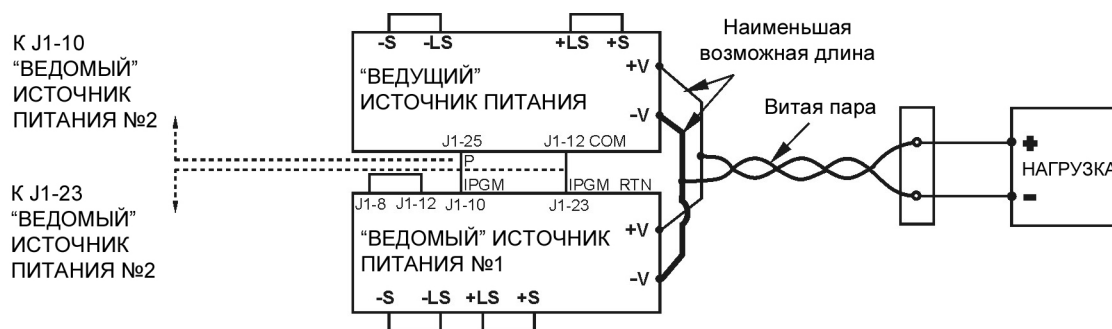 К J1-10
“ВЕДОМЫЙ”
ИСТОЧНИК
ПИТАНИЯ №2
К J1-23
“ВЕДОМЫЙ”
ИСТОЧНИК
ПИТАНИЯ №2
-S -LS +LS +S
“ВЕДУЩИЙ”
ИСТОЧНИК ПИТАНИЯ
+V
-V
J1-25 J1-12 COM
P
IPGM IPGM RTN
J1-8 J1-12 J1-10 J1-23
“ВЕДОМЫЙ” ИСТОЧНИК
ПИТАНИЯ №1
+V
-V
-S -LS +LS +S
Наименьшая
возможная длина
Витая пара
+
НАГРУЗКА
-